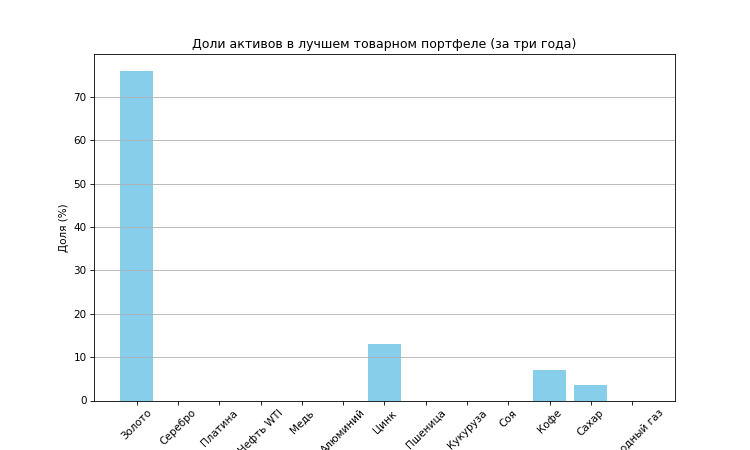 Доли активов в лучшем товарном портфеле (за три года)
Доля (%)
70
60
50
40
30
20
10
0
Золото
Серебро
Платина
Нефть WTI
Медь
Алюминий
Цинк
Пшеница
Кукуруза
Соя
Кофе
Сахар
газ